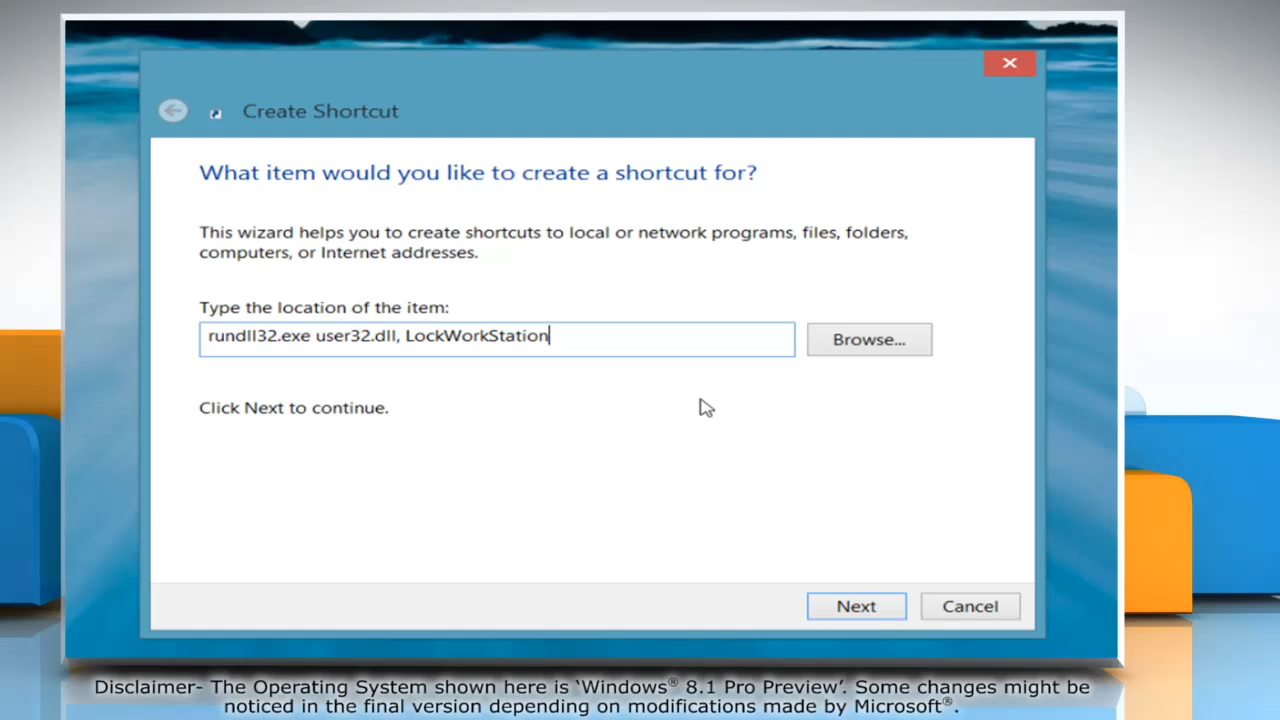 Create Shortcut
What item would you like to create a shortcut for?
This wizard helps you to create shortcuts to local or network programs, files, folders,
computers, or Internet addresses.
Type the location of the item:
rundll32.exe user32.dll, LockWorkStation
Browse...
Click Next to continue.
Next
Cancel
Disclaimer- The Operating System shown here is ‘Windows® 8.1 Pro Preview’. Some changes might be
noticed in the final version depending on modifications made by Microsoft®.